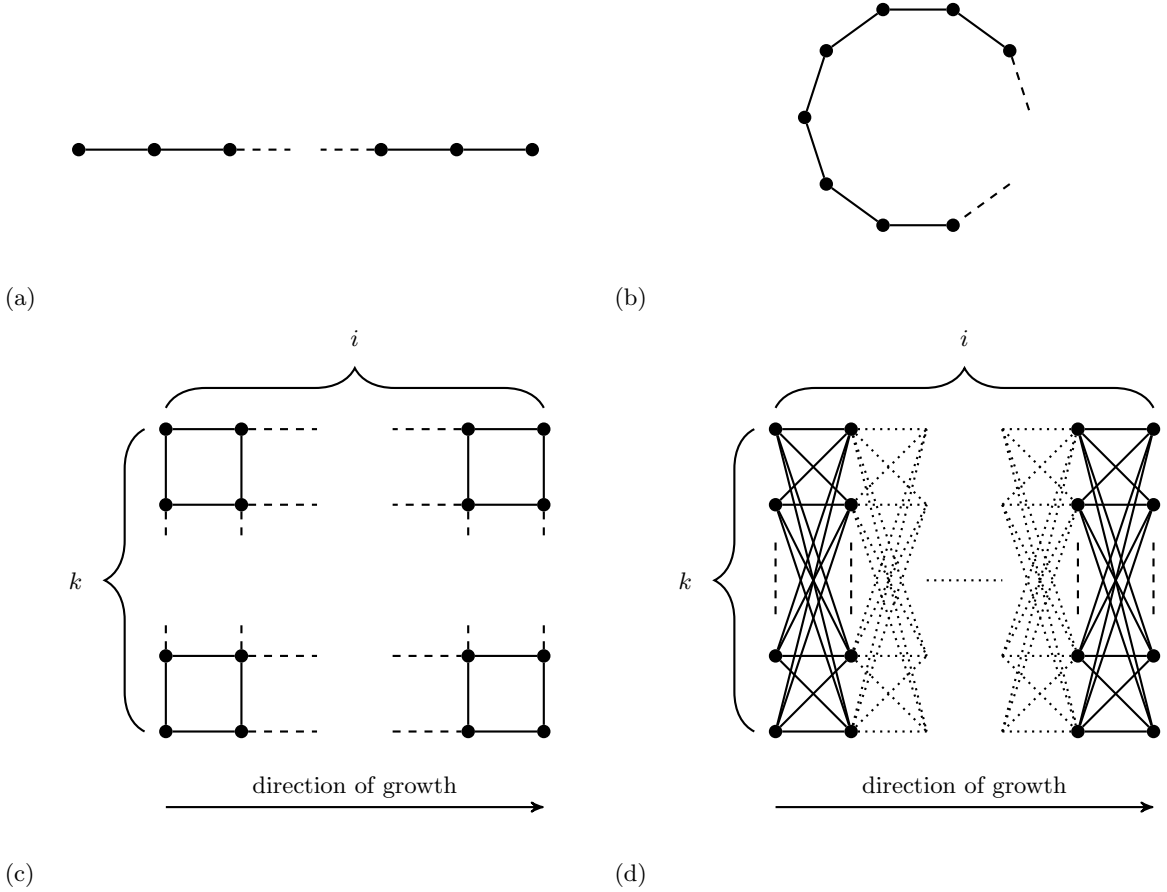 (a)
(b)
i
k
direction of growth
(c)
i
k
direction of growth
(d)